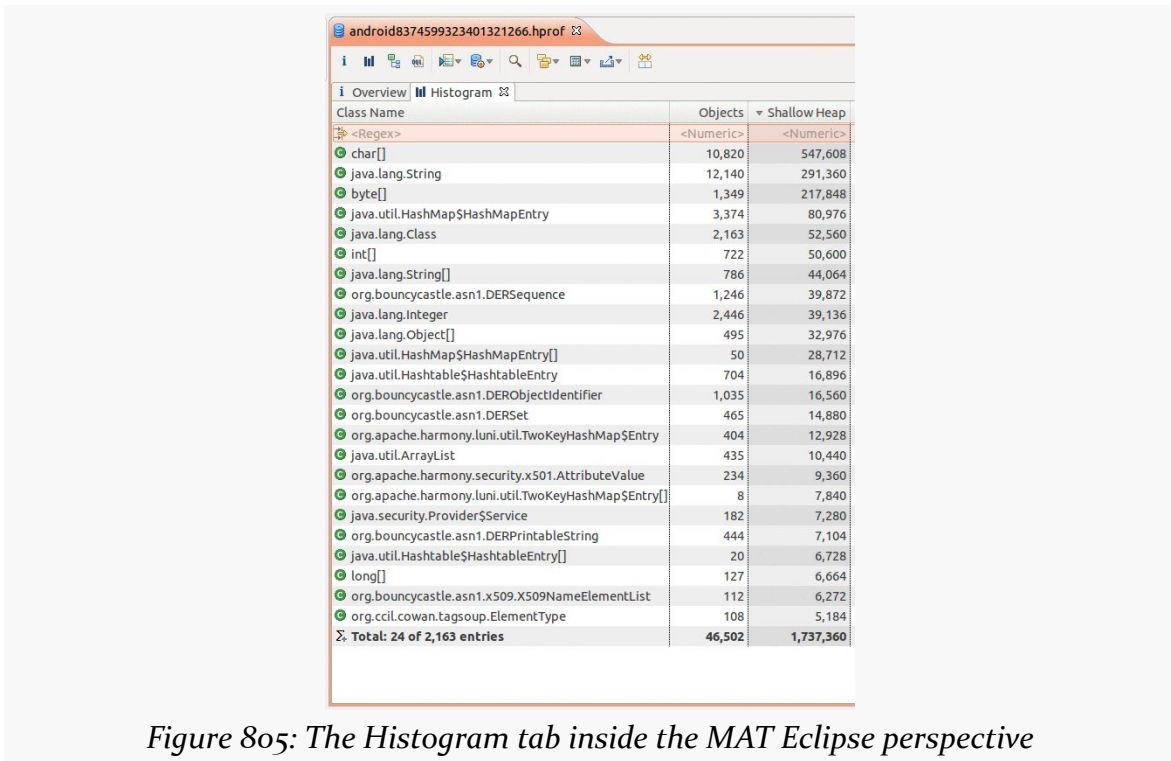 android8374599323401321266.hprof
i Overview Histogram
Class Name Objects Shallow Heap
<Regex> <Numeric> <Numeric>
char[] 10,820 547,608
java.lang.String 12,140 291,360
byte[] 1,349 217,848
java.util.HashMap$HashMapEntry 3,374 80,976
java.lang.Class 2,163 52,560
int[] 722 50,600
java.lang.String[] 786 44,064
org.bouncycastle.asn1.DERSequence 1,246 39,872
java.lang.Integer 2,446 39,136
java.lang.Object[] 495 32,976
java.util.HashMap$HashMapEntry[] 50 28,712
java.util.Hashtable$HashtableEntry 704 16,896
org.bouncycastle.asn1.DERObjectIdentifier 1,035 16,560
org.bouncycastle.asn1.DERSet 465 14,880
org.apache.harmony.luni.util.TwoKeyHashMap$Entry 404 12,928
java.util.ArrayList 435 10,440
org.apache.harmony.security.x501.AttributeValue 234 9,360
org.apache.harmony.luni.util.TwoKeyHashMap$Entry[] 8 7,840
java.security.Provider$Service 182 7,280
org.bouncycastle.asn1.DERPrintableString 444 7,104
java.util.Hashtable$HashtableEntry[] 20 6,728
long[] 127 6,664
org.bouncycastle.asn1.x509.X509NameElementList 112 6,272
org.ccil.cowan.tagsoup.ElementType 108 5,184
Σ Total: 24 of 2,163 entries 46,502 1,737,360
Figure 805: The Histogram tab inside the MAT Eclipse perspective